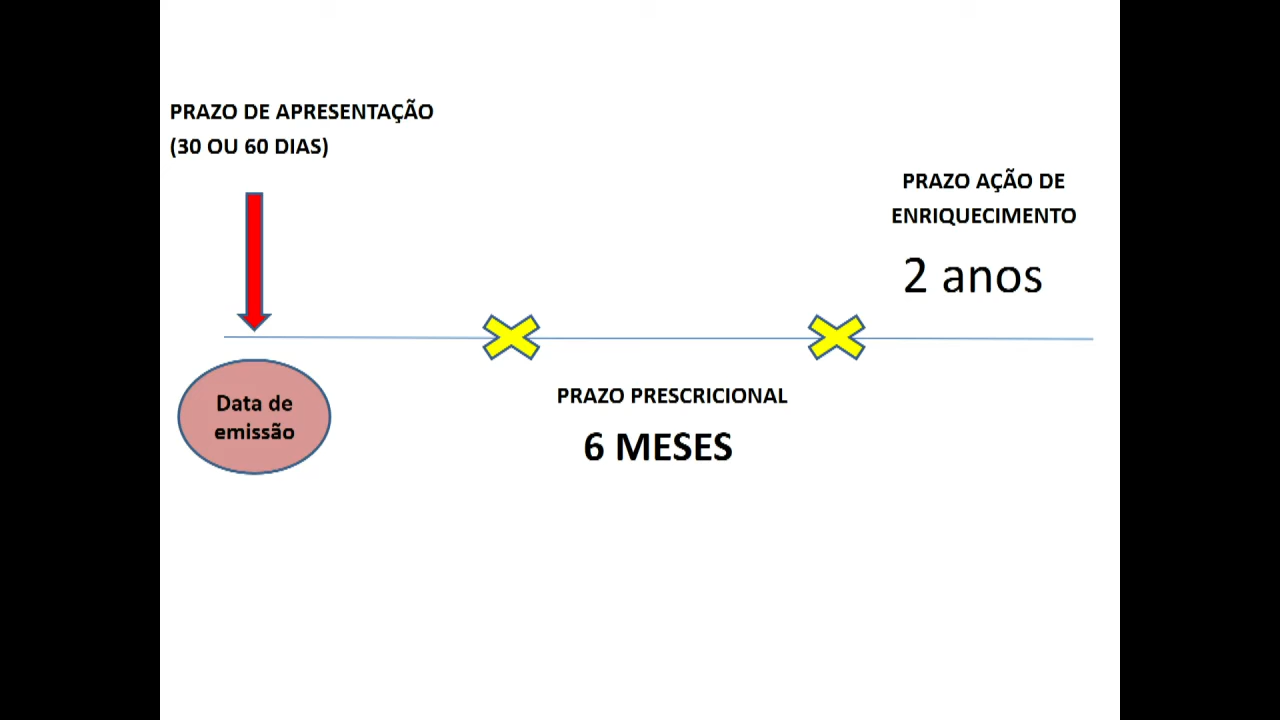 PRAZO DE APRESENTAÇÃO
(30 OU 60 DIAS)
PRAZO AÇÃO DE
ENRIQUECIMENTO
2 anos
Data de
emissão
PRAZO PRESCRICIONAL
6 MESES